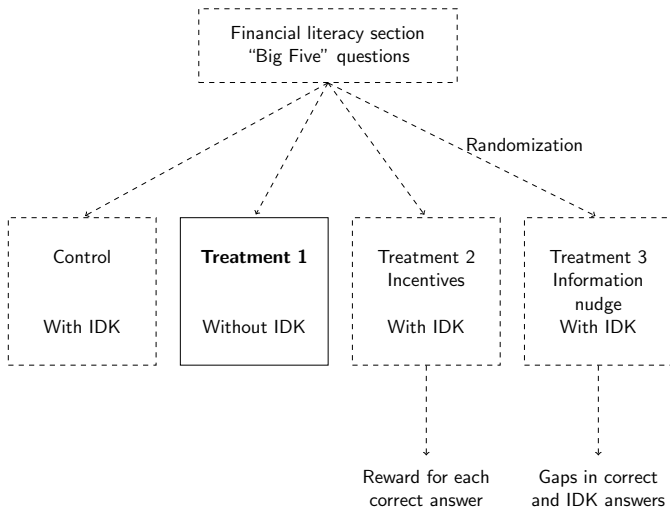 Financial literacy section
“Big Five” questions
Randomization
Control
With IDK
Treatment 1
Without IDK
Treatment 2
Incentives
With IDK
Treatment 3
Information
nudge
With IDK
Reward for each
correct answer
Gaps in correct
and IDK answers